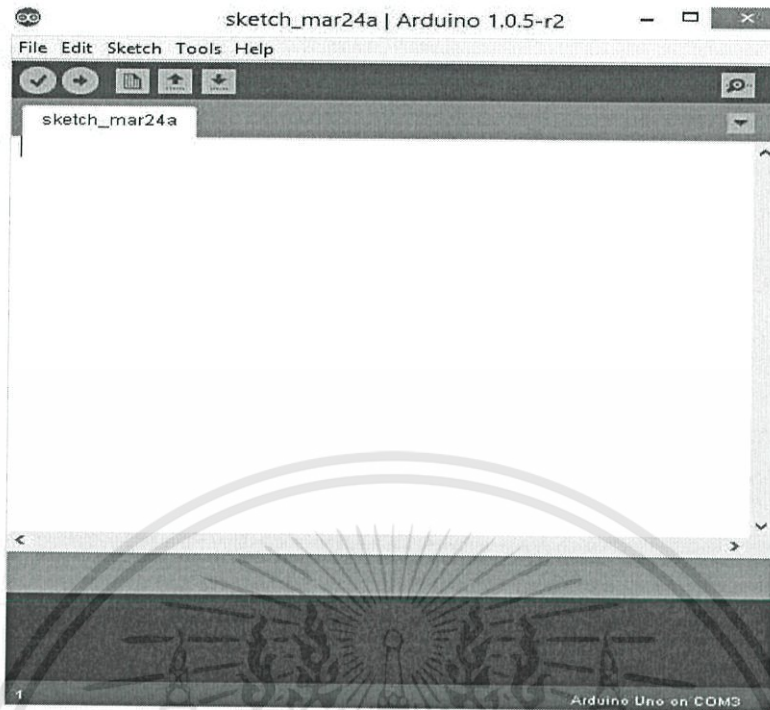 sketch_mar24a | Arduino 1.0.5-r2
File Edit Sketch Tools Help
sketch_mar24a
1
Arduino Uno on COM3